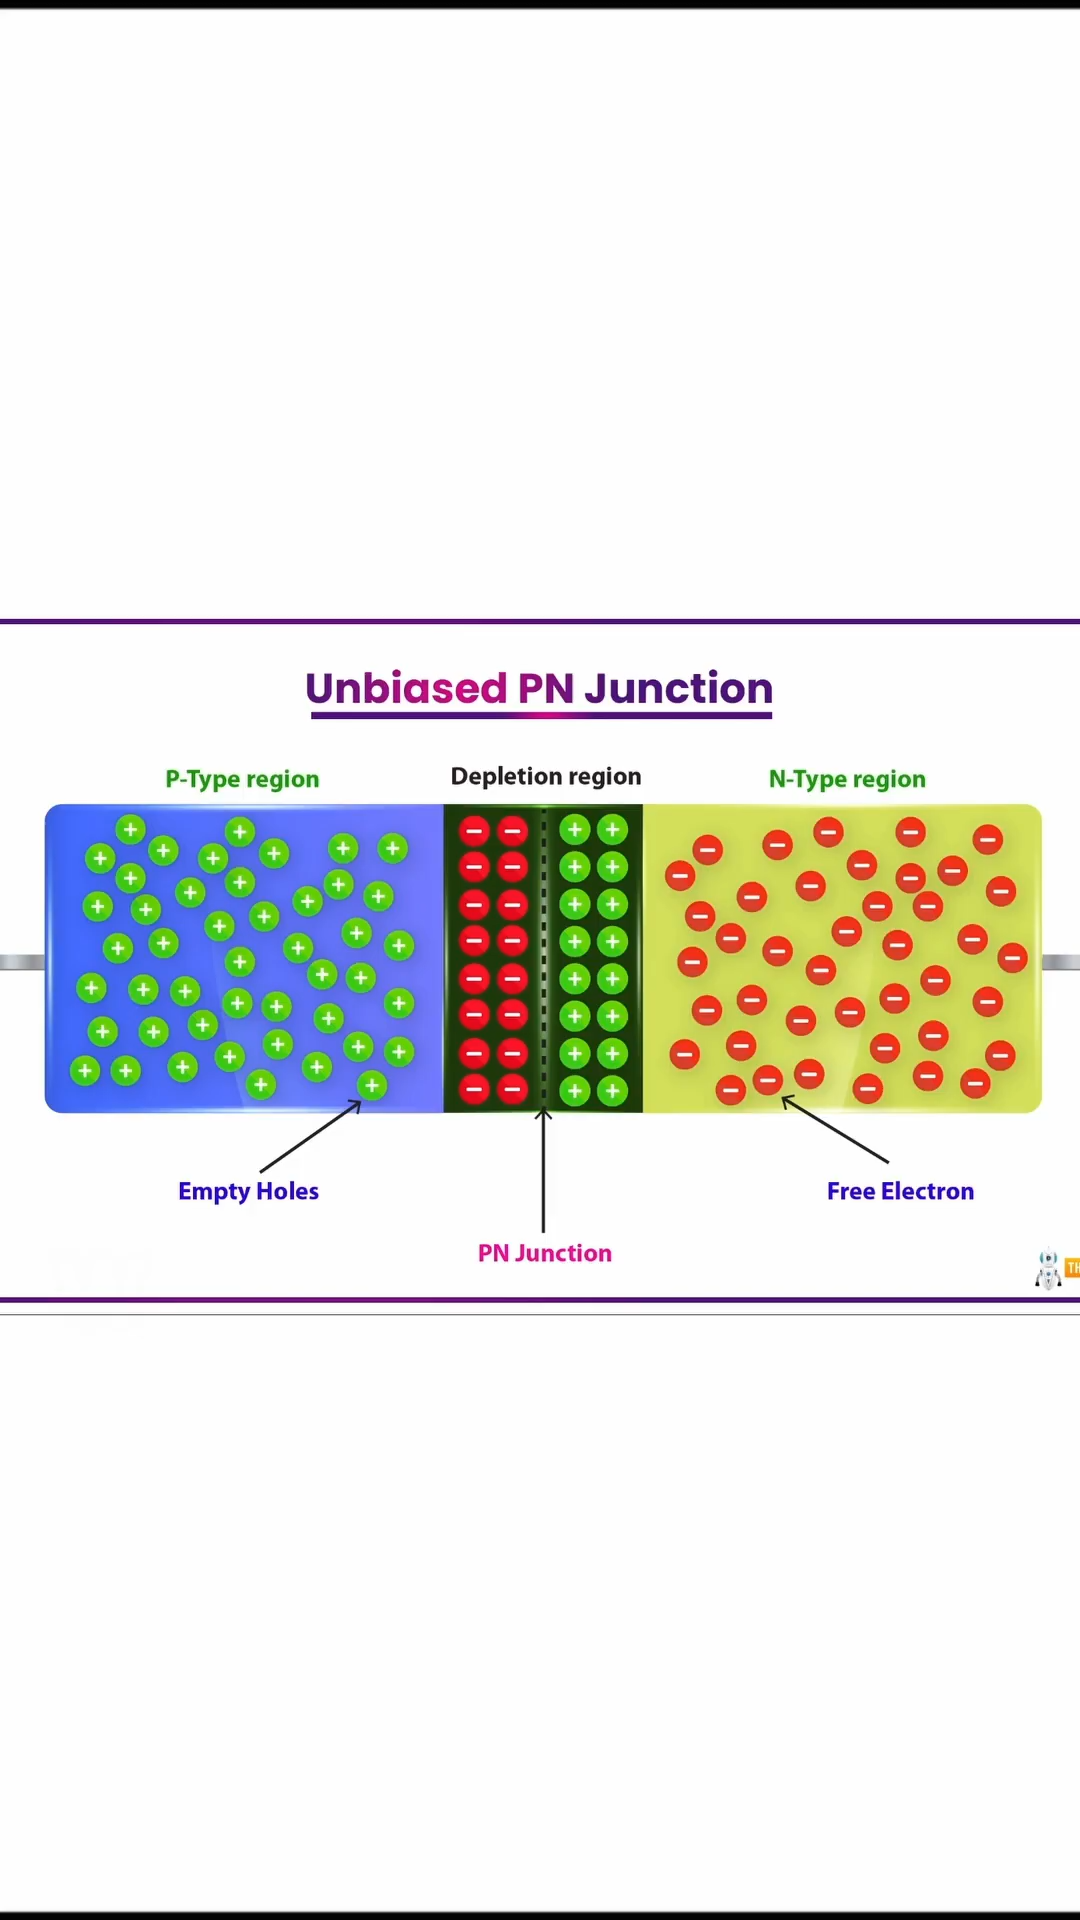 Unbiased PN Junction
P-Type region
Depletion region
N-Type region
Empty Holes
Free Electron
PN Junction